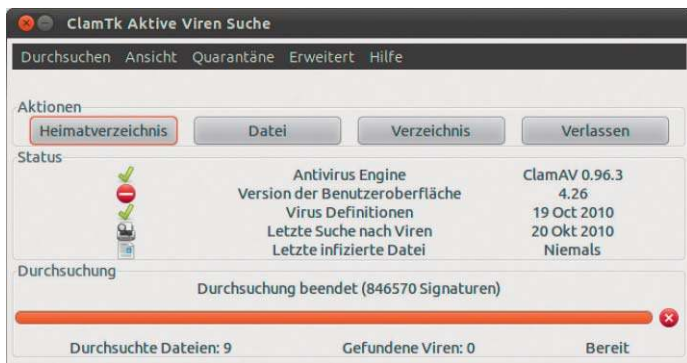 ClamTk Aktive Viren Suche
Durchsuchen Ansicht Quarantäne Erweitert Hilfe
Aktionen
Heimatverzeichnis Datei Verzeichnis Verlassen
Status
Antivirus Engine ClamAV 0.96.3
Version der Benutzeroberfläche 4.26
Virus Definitionen 19 Oct 2010
Letzte Suche nach Viren 20 Okt 2010
Letzte infizierte Datei Niemals
Durchsuchung
Durchsuchung beendet (846570 Signaturen)
Durchsuchte Dateien: 9 Gefundene Viren: 0 Bereit